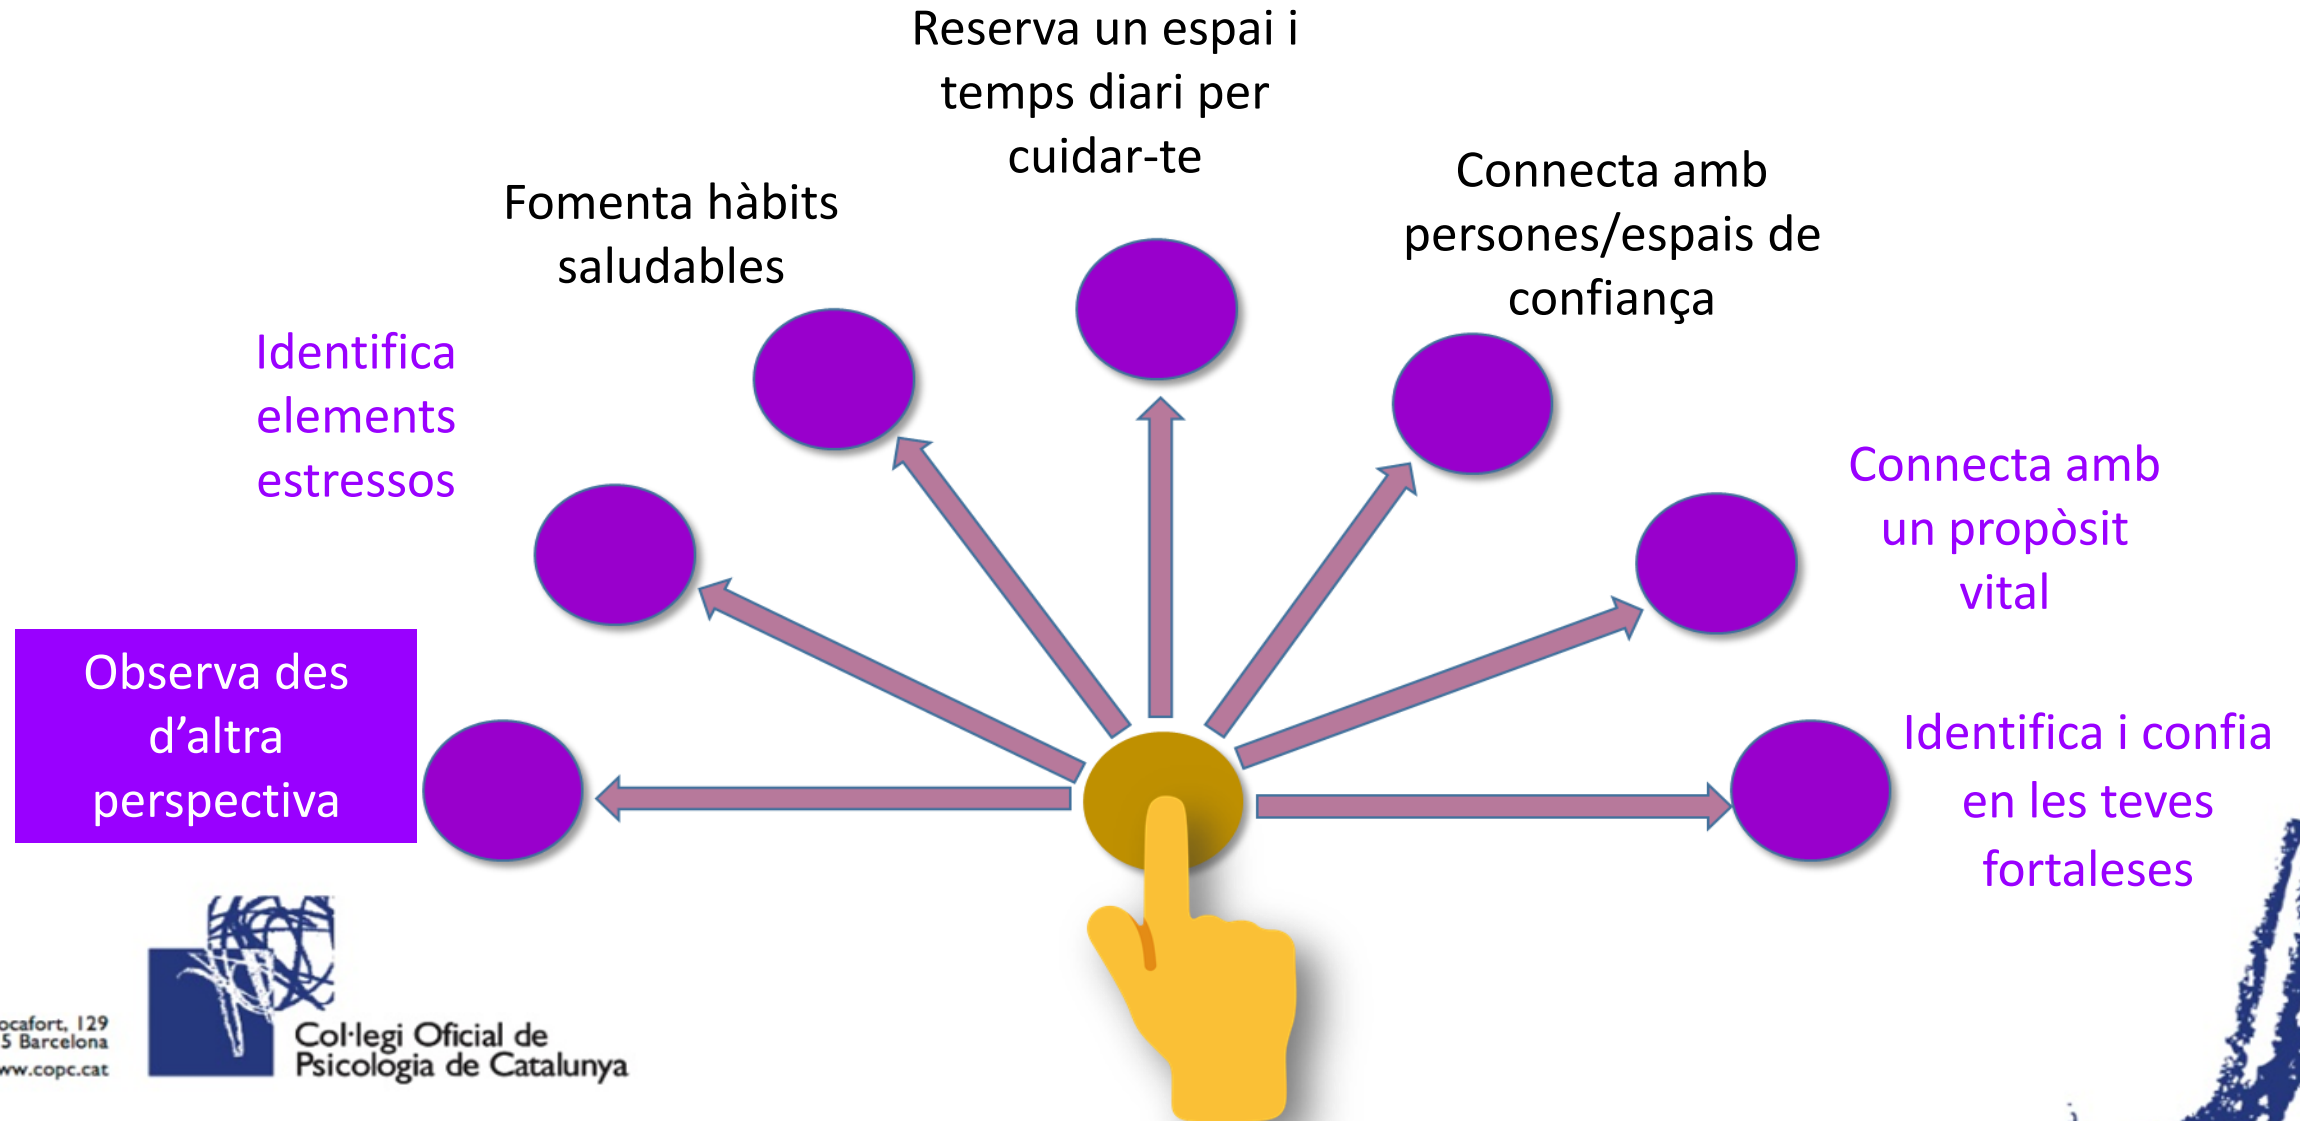 Reserva un espai i
temps diari per
cuidar-te
Fomenta hàbits
saludables
Connecta amb
persones/espais de
confiança
Identifica
elements
estressos
Connecta amb
un propòsit
vital
Observa des
d’altra
perspectiva
Identifica i confia
en les teves
fortaleses
129
Barcelona
Col·legi Oficial de
Psicologia de Catalunya